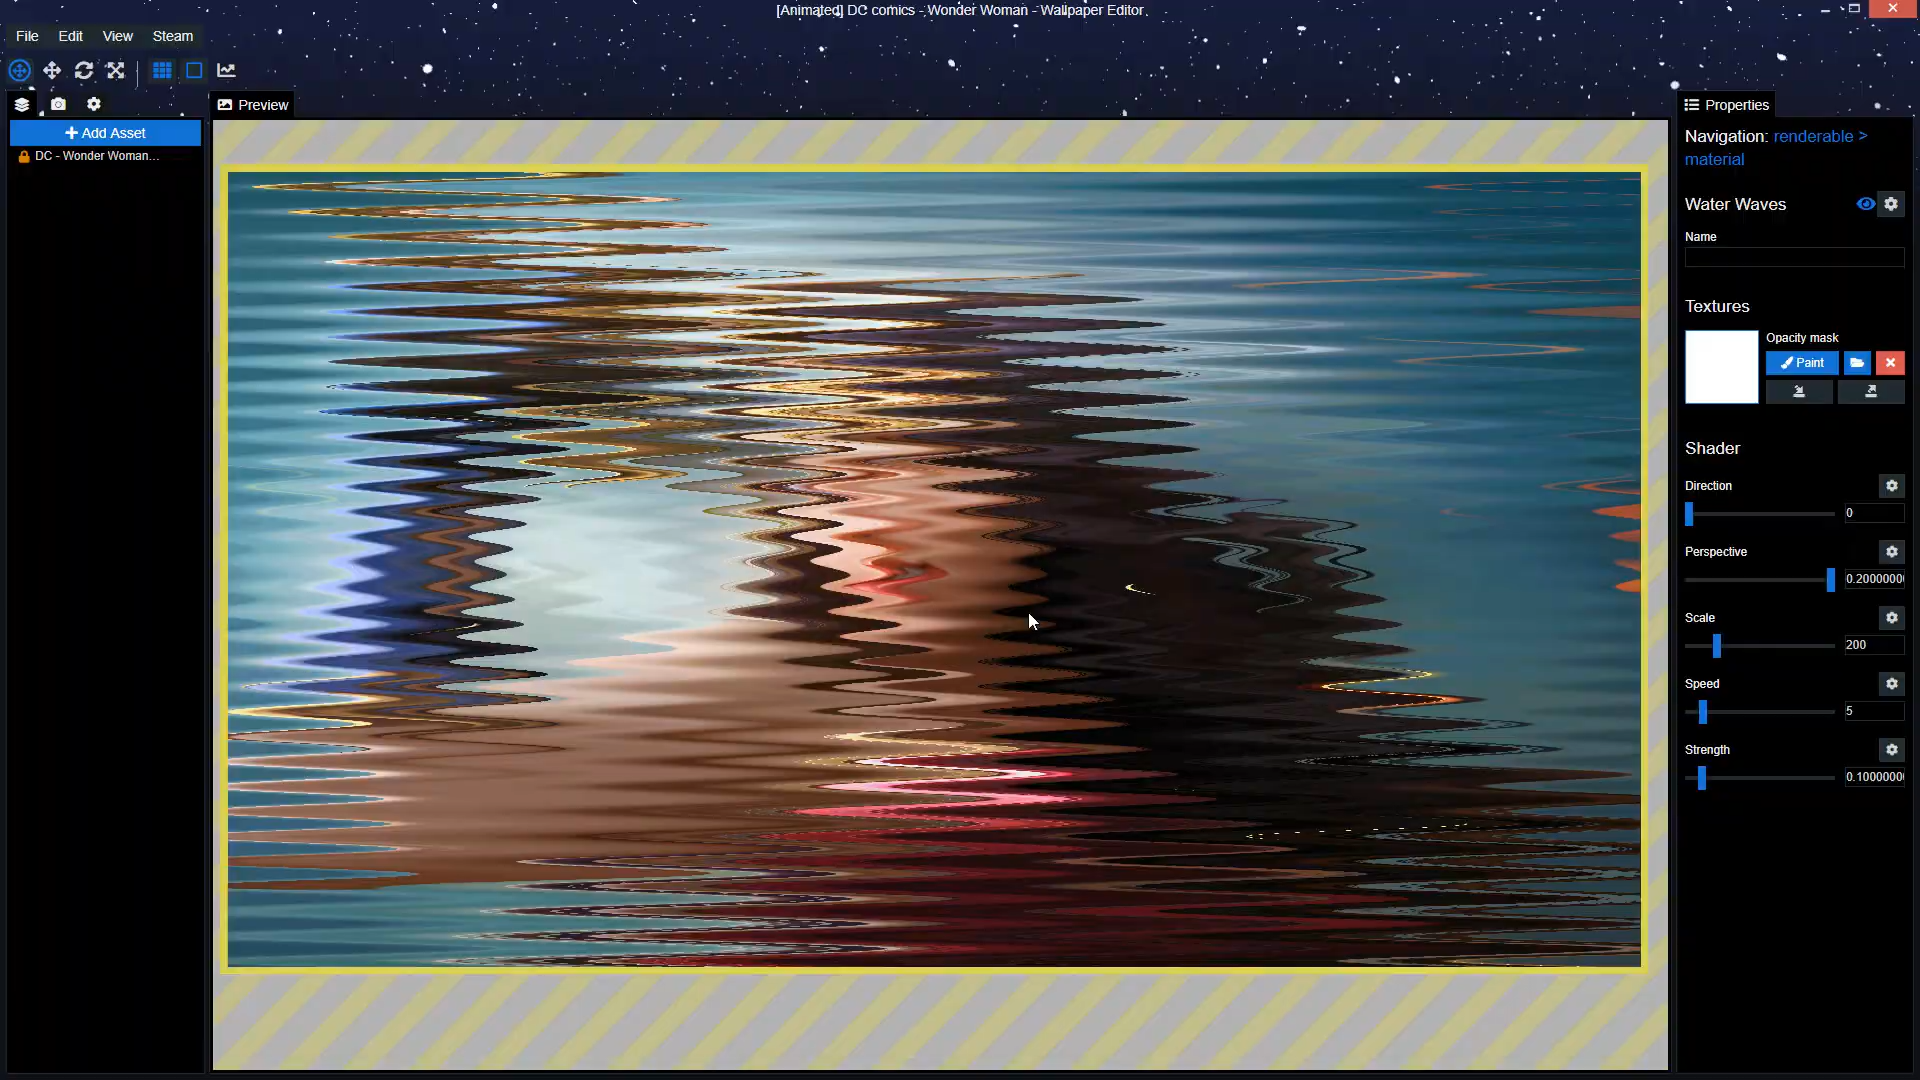 [Animated] DC comics - Wonder Woman - Wallpaper Editor
File Edit View Steam
Preview
Properties
Add Asset
DC - Wonder Woman...
Navigation: renderable >
material
Water Waves
Name
Textures
Opacity mask
Paint
Shader
Direction
0
Perspective
0.2000000
Scale
200
Speed
5
Strength
0.1000000